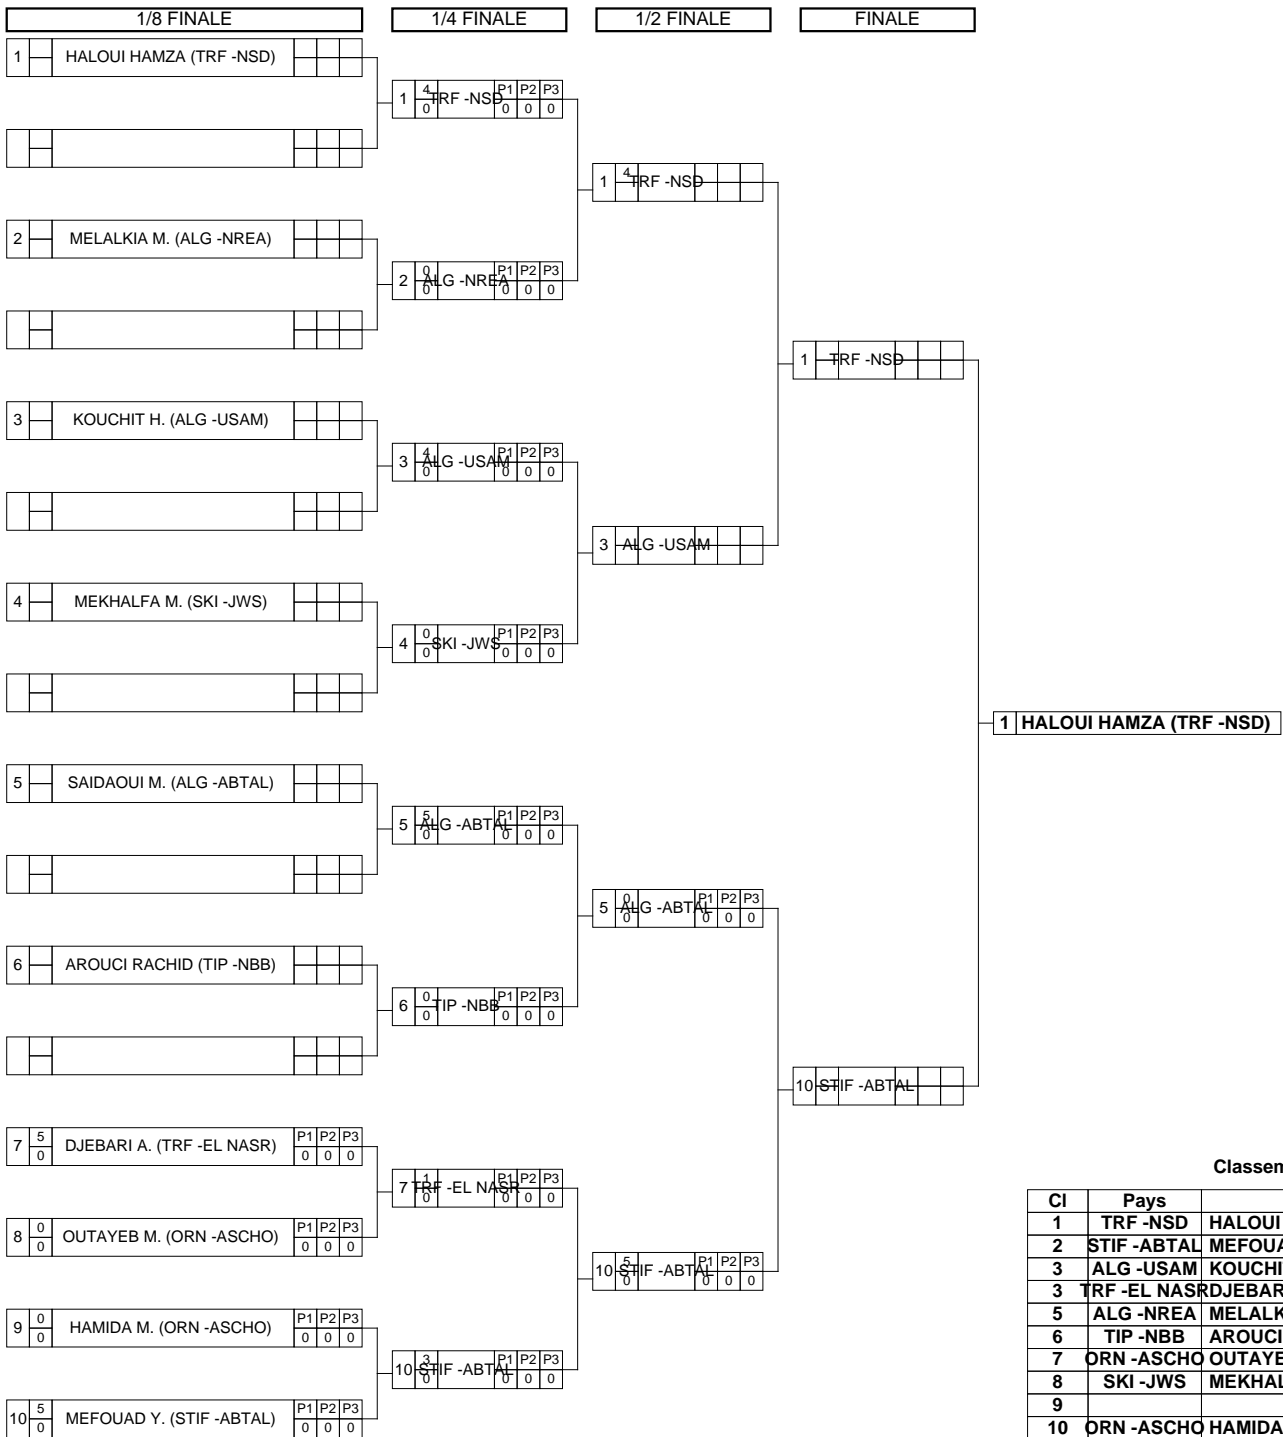 1/8 FINALE 1/4 FINALE 1/2 FINALE FINALE
1 HALOUI HAMZA (TRF -NSD)
1 4 0 TRF -NSD P1 P2 P3 0 0 0
1 4 TRF -NSD
2 MELALKIA M. (ALG -NREA)
2 0 0 ALG -NREA P1 P2 P3 0 0 0
1 TRF -NSD
3 KOUCHIT H. (ALG -USAM)
3 4 0 ALG -USAM P1 P2 P3 0 0 0
3 ALG -USAM
4 MEKHALFA M. (SKI -JWS)
4 0 0 SKI -JWS P1 P2 P3 0 0 0
1 HALOUI HAMZA (TRF -NSD)
5 SAIDAOUI M. (ALG -ABTAL)
5 5 0 ALG -ABTAL P1 P2 P3 0 0 0
5 0 0 ALG -ABTAL P1 P2 P3 0 0 0
6 AROUCI RACHID (TIP -NBB)
6 0 0 TIP -NBB P1 P2 P3 0 0 0
10 STIF -ABTAL
7 5 0 DJEBARI A. (TRF -EL NASR) P1 P2 P3 0 0 0
7 1 0 TRF -EL NASR P1 P2 P3 0 0 0
8 0 0 OUTAYEB M. (ORN -ASCHO) P1 P2 P3 0 0 0
10 5 0 STIF -ABTAL P1 P2 P3 0 0 0
9 0 0 HAMIDA M. (ORN -ASCHO) P1 P2 P3 0 0 0
10 3 0 STIF -ABTAL P1 P2 P3 0 0 0
10 5 0 MEFOUAD Y. (STIF -ABTAL) P1 P2 P3 0 0 0
Classem
Cl Pays
1 TRF -NSD HALOUI
2 STIF -ABTAL MEFOUA
3 ALG -USAM KOUCHI
3 TRF -EL NASR DJEBAR
5 ALG -NREA MELALK
6 TIP -NBB AROUCI
7 ORN -ASCHO OUTAYE
8 SKI -JWS MEKHAL
9
10 ORN -ASCHO HAMIDA